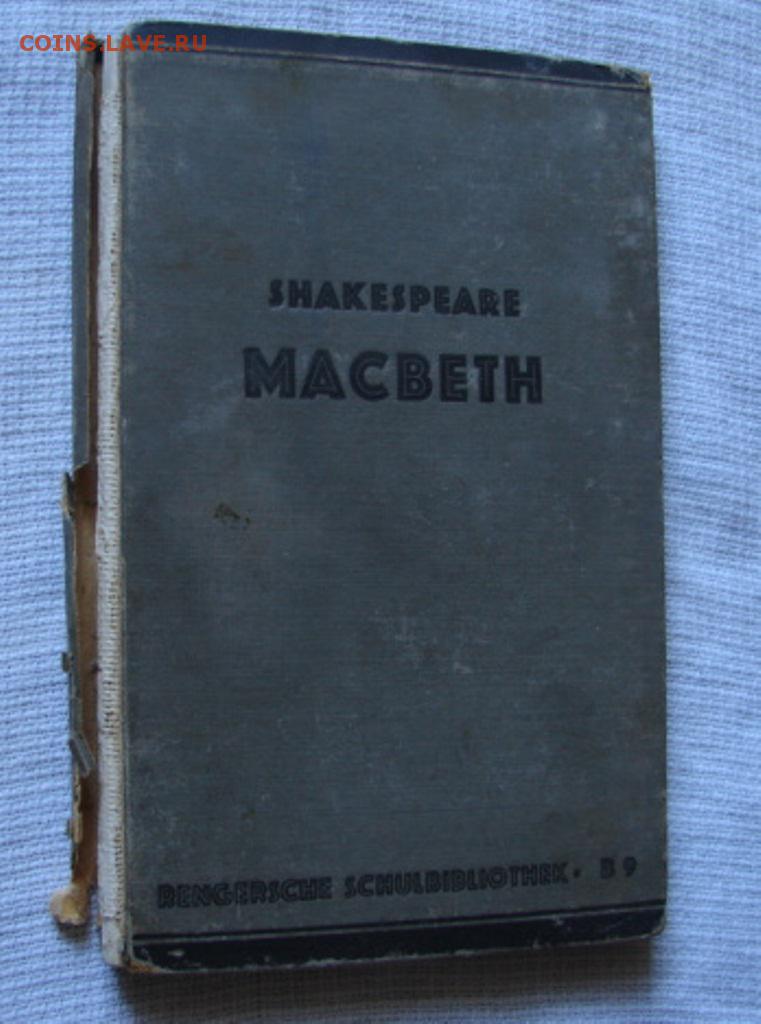 COINS.LAVE.RU
SHAKESPEARE
MACBETH
RENGERSCHE SCHULBIBLIOTHEK · B 9